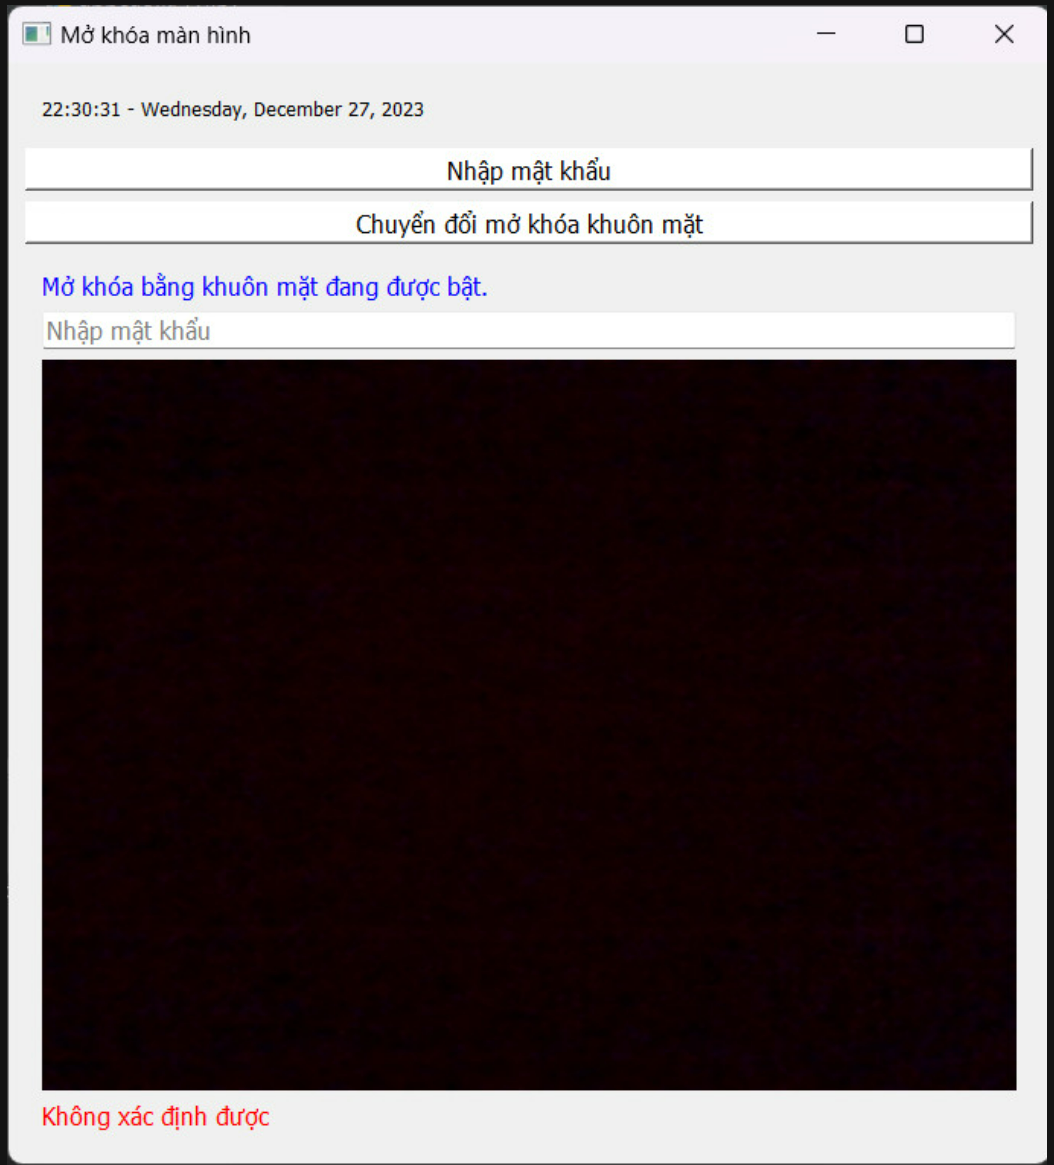 Mở khóa màn hình
22:30:31 - Wednesday, December 27, 2023
Nhập mật khẩu
Chuyển đổi mở khóa khuôn mặt
Mở khóa bằng khuôn mặt đang được bật.
Nhập mật khẩu
Không xác định được